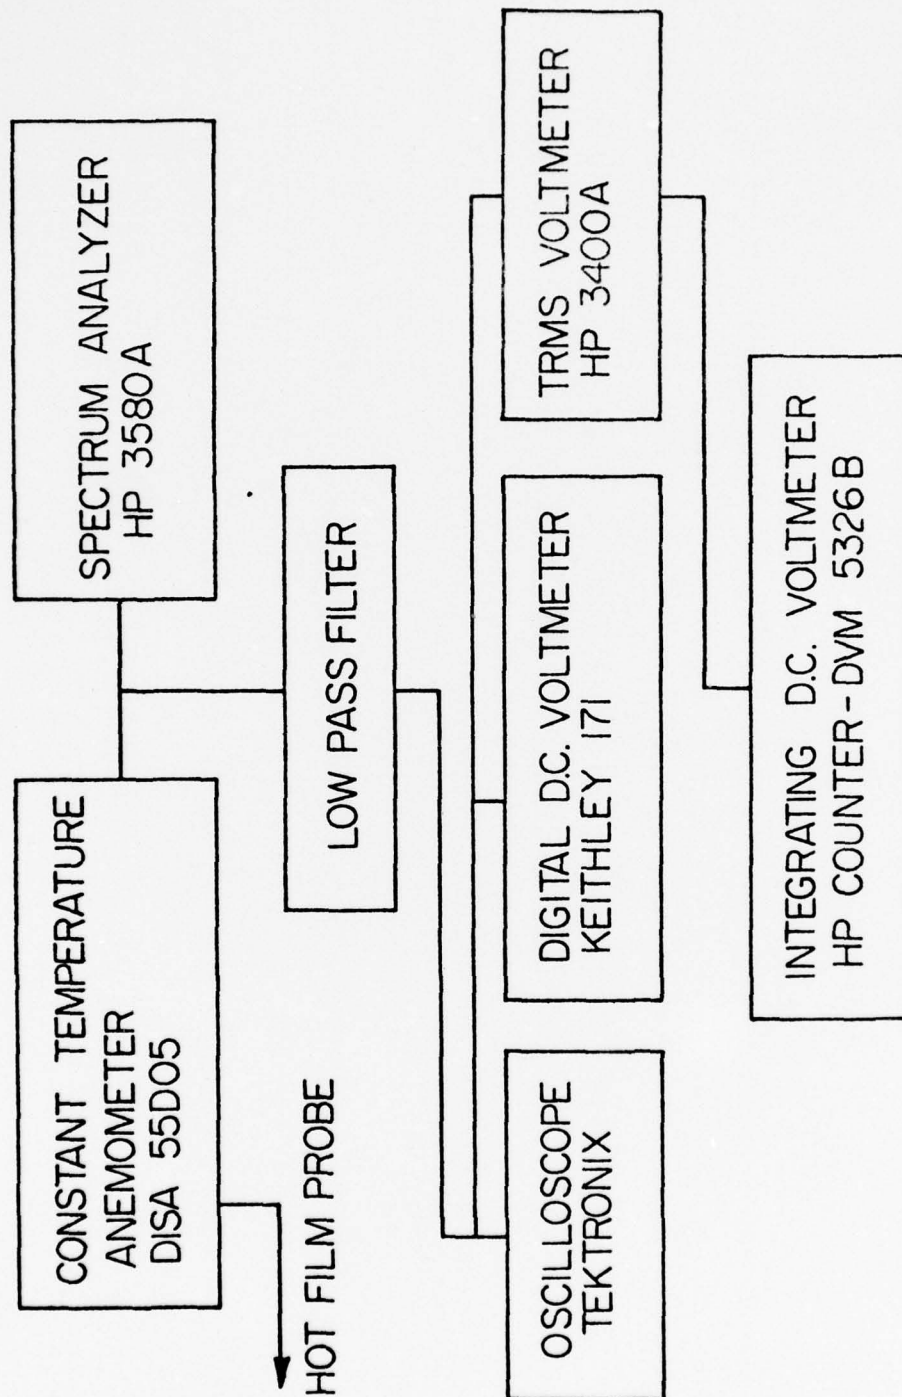 CONSTANT TEMPERATURE
ANEMOMETER
DISA 55D05
SPECTRUM ANALYZER
HP 3580A
HOT FILM PROBE
LOW PASS FILTER
OSCILLOSCOPE
TEKTRONIX
DIGITAL D.C. VOLTMETER
KEITHLEY 171
TRMS VOLTMETER
HP 3400A
INTEGRATING D.C. VOLTMETER
HP COUNTER-DVM 5326B